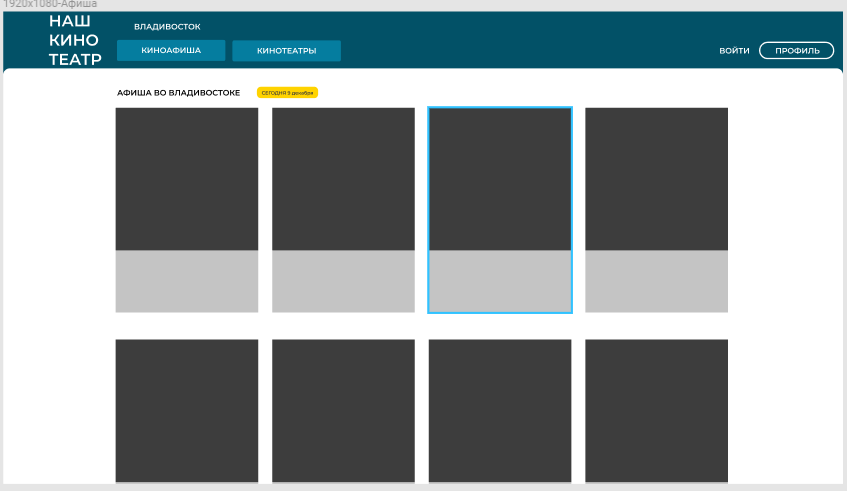 1920x1080-Афиша
НАШ
КИНО
ТЕАТР
ВЛАДИВОСТОК
КИНОАФИША
КИНОТЕАТРЫ
ВОЙТИ
ПРОФИЛЬ
АФИША ВО ВЛАДИВОСТОКЕ
СЕГОДНЯ 9 декабря